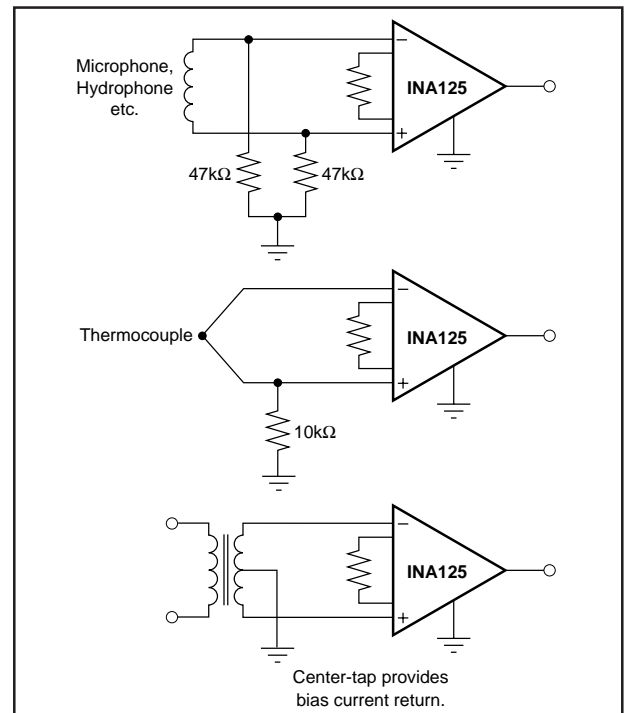 Microphone,
Hydrophone
etc.
−
INA125
+
47kΩ
47kΩ
−
Thermocouple
INA125
+
10kΩ
−
INA125
+
Center-tap provides
bias current return.